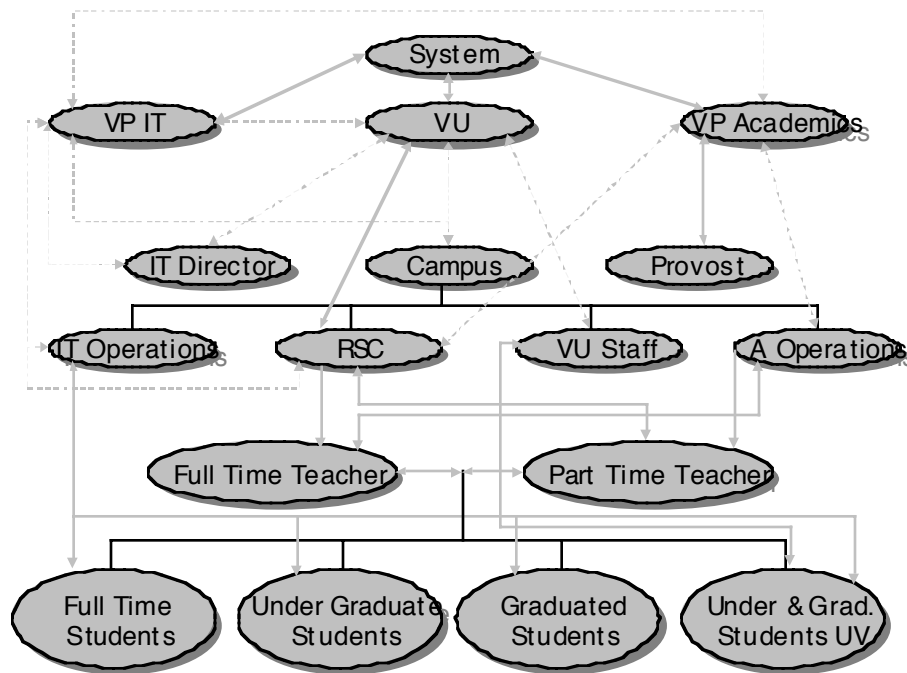 System
VP IT
VU
VP Academics
IT Director
Campus
Provost
IT Operations
RSC
VU Staff
A Operations
Full Time Teacher
Part Time Teacher
Full Time
Students
Under Graduate
Students
Graduated
Students
Under & Grad.
Students UV